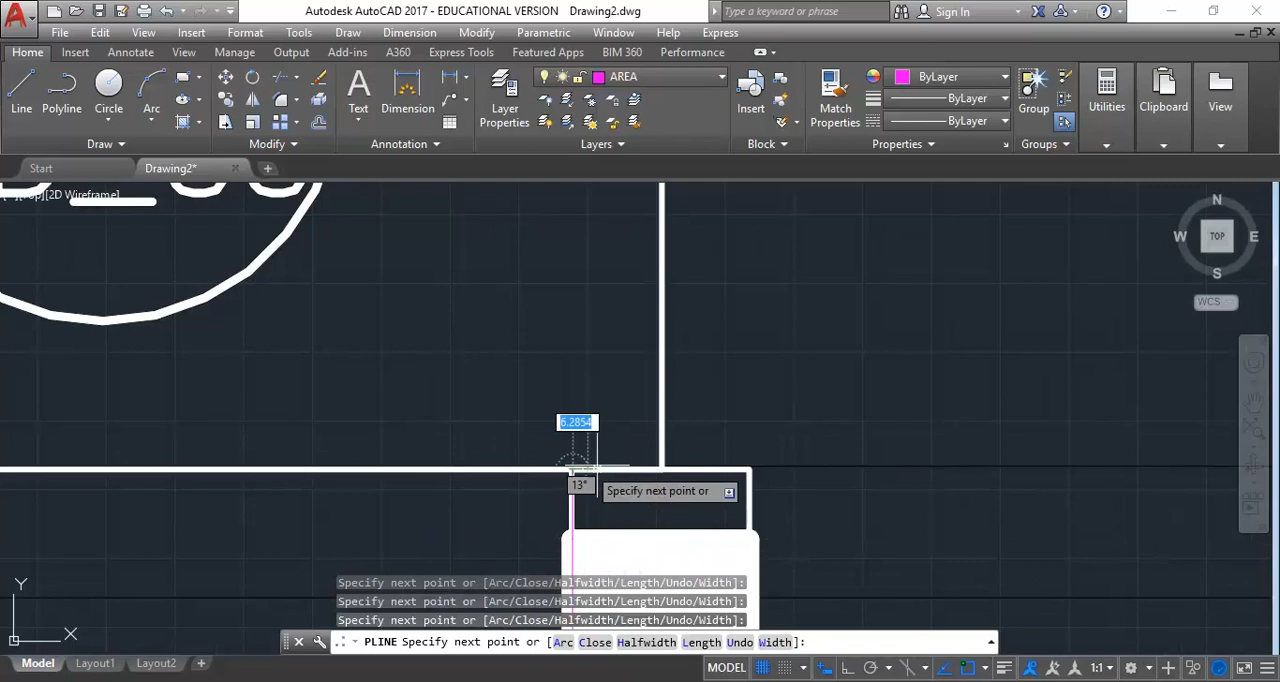 Autodesk AutoCAD 2017 - EDUCATIONAL VERSION Drawing2.dwg
Type a keyword or phrase
Sign In
File Edit View Insert Format Tools Draw Dimension Modify Parametric Window Help Express
Home Insert Annotate View Manage Output Add-ins A360 Express Tools Featured Apps BIM 360 Performance
AREA
ByLayer
ByLayer
ByLayer
Line Polyline Circle Arc Text Dimension Layer Properties Insert Match Properties Group Utilities Clipboard View
Draw Modify Annotation Layers Block Properties Groups
Start Drawing2*
[Top][2D Wireframe]
N
W TOP E
S
WCS
6.2854
13°
Specify next point or
Specify next point or [Arc/Close/Halfwidth/Length/Undo/Width]:
Specify next point or [Arc/Close/Halfwidth/Length/Undo/Width]:
Specify next point or [Arc/Close/Halfwidth/Length/Undo/Width]:
PLINE Specify next point or [Arc Close Halfwidth Length Undo Width]:
Y
X
Model Layout1 Layout2 +
MODEL 1:1